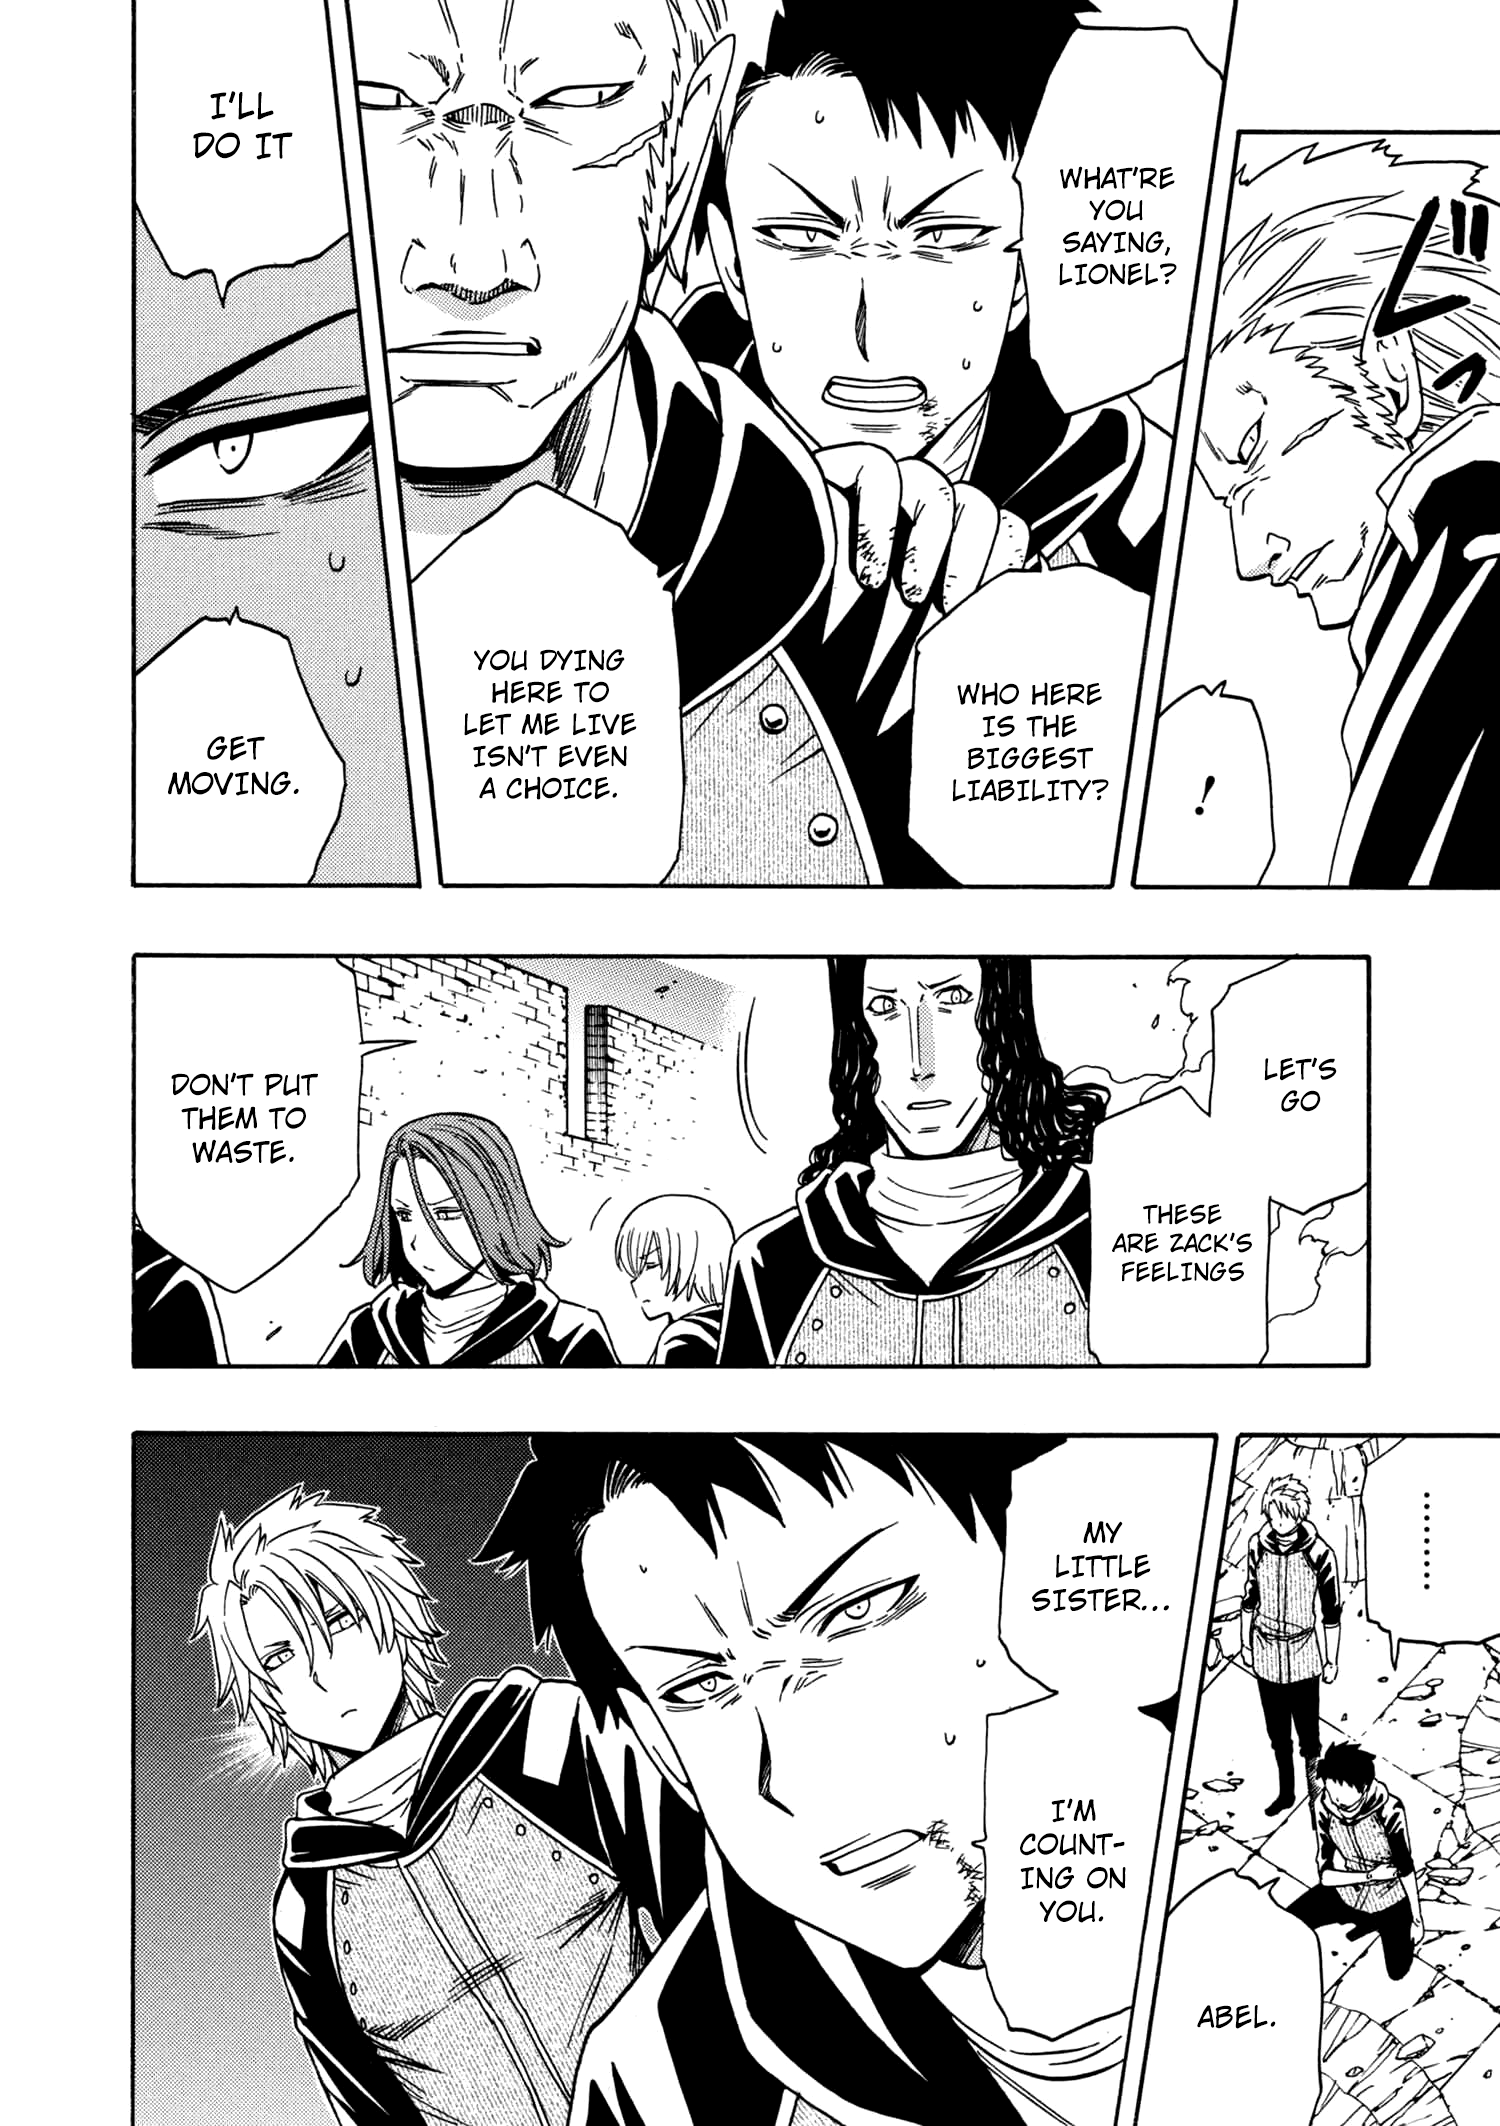 !
WHAT'RE
YOU
SAYING,
LIONEL?
WHO HERE
IS THE
BIGGEST
LIABILITY?
YOU DYING
HERE TO
LET ME LIVE
ISN'T EVEN
A CHOICE.
I'LL
DO IT
GET
MOVING.
LET'S
GO
THESE
ARE ZACK'S
FEELINGS
DON'T PUT
THEM TO
WASTE.
........
ABEL.
MY
LITTLE
SISTER...
I'M
COUNT-
ING ON
YOU.